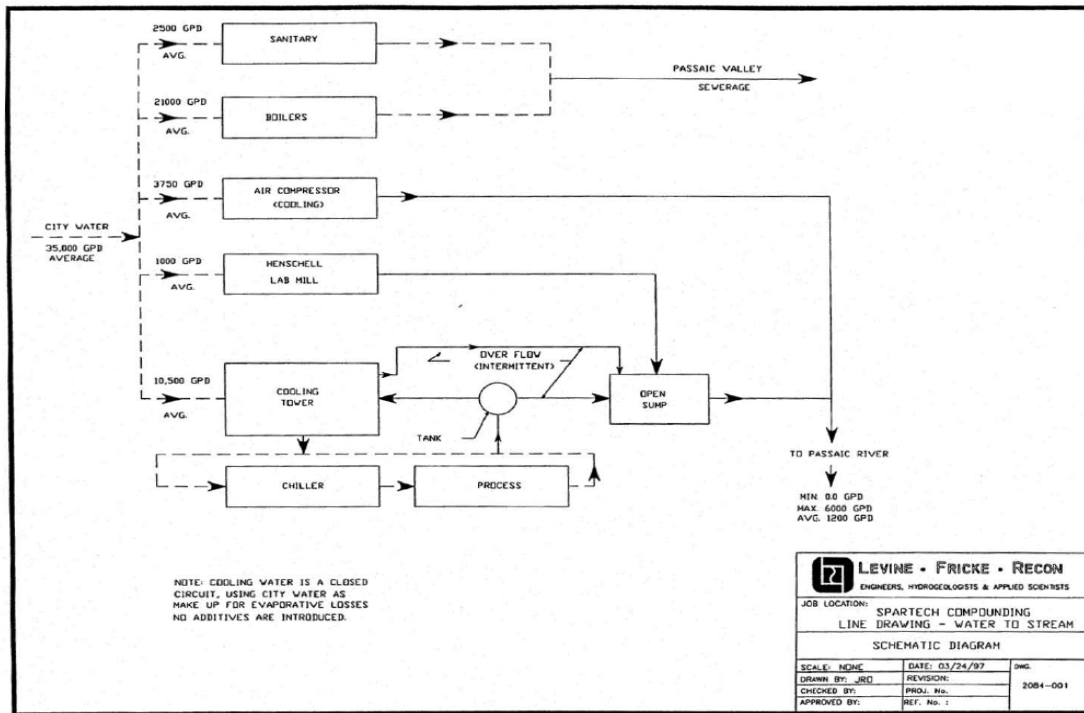 2500 GPD
AVG.
SANITARY
PASSAIC VALLEY
SEWERAGE
21000 GPD
AVG.
BOILERS
3750 GPD
AVG.
AIR COMPRESSOR
(COOLING)
CITY WATER
35,000 GPD
AVERAGE
1000 GPD
AVG.
HENSCHELL
LAB MILL
OVER FLOW
(INTERMITTENT)
10,500 GPD
AVG.
COOLING
TOWER
OPEN
SUMP
TANK
TO PASSAIC RIVER
CHILLER
PROCESS
MIN. 0.0 GPD
MAX. 6000 GPD
AVG. 1200 GPD
NOTE: COOLING WATER IS A CLOSED
CIRCUIT, USING CITY WATER AS
MAKE UP FOR EVAPORATIVE LOSSES
NO ADDITIVES ARE INTRODUCED.
LEVINE • FRICKE • RECON
ENGINEERS, HYDROGEOLOGISTS & APPLIED SCIENTISTS
JOB LOCATION:
SPARTECH COMPOUNDING
LINE DRAWING - WATER TO STREAM
SCHEMATIC DIAGRAM
SCALE: NONE
DATE: 03/24/97
DWG.
DRAWN BY: JRO
REVISION:
2084-001
CHECKED BY:
PROJ. No.
APPROVED BY:
REF. No. :